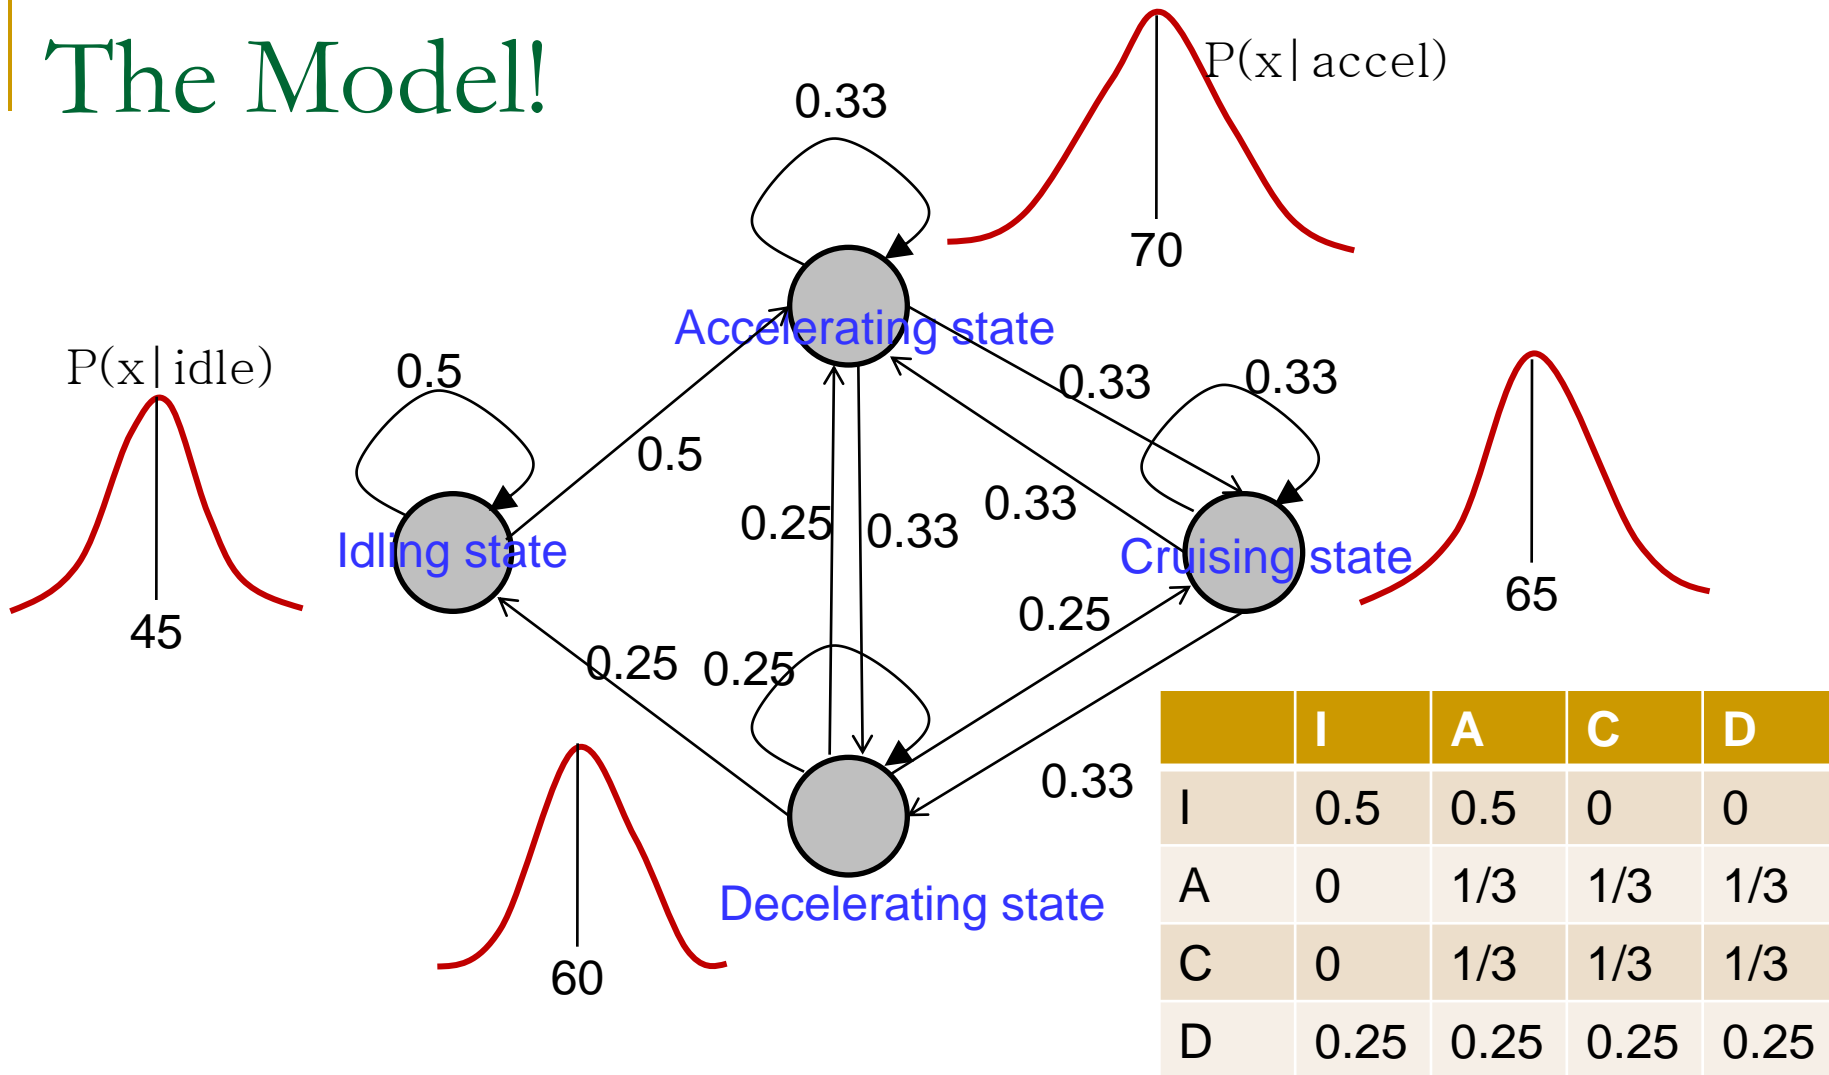 The Model!
P(x|accel)
0.33
70
Accelerating state
P(x|idle)
0.5
0.33
0.33
0.5
0.25
0.33
0.33
Idling state
Cruising state
45
65
0.25
0.25
0.25
0.33
Decelerating state
60
I A C D
I 0.5 0.5 0 0
A 0 1/3 1/3 1/3
C 0 1/3 1/3 1/3
D 0.25 0.25 0.25 0.25